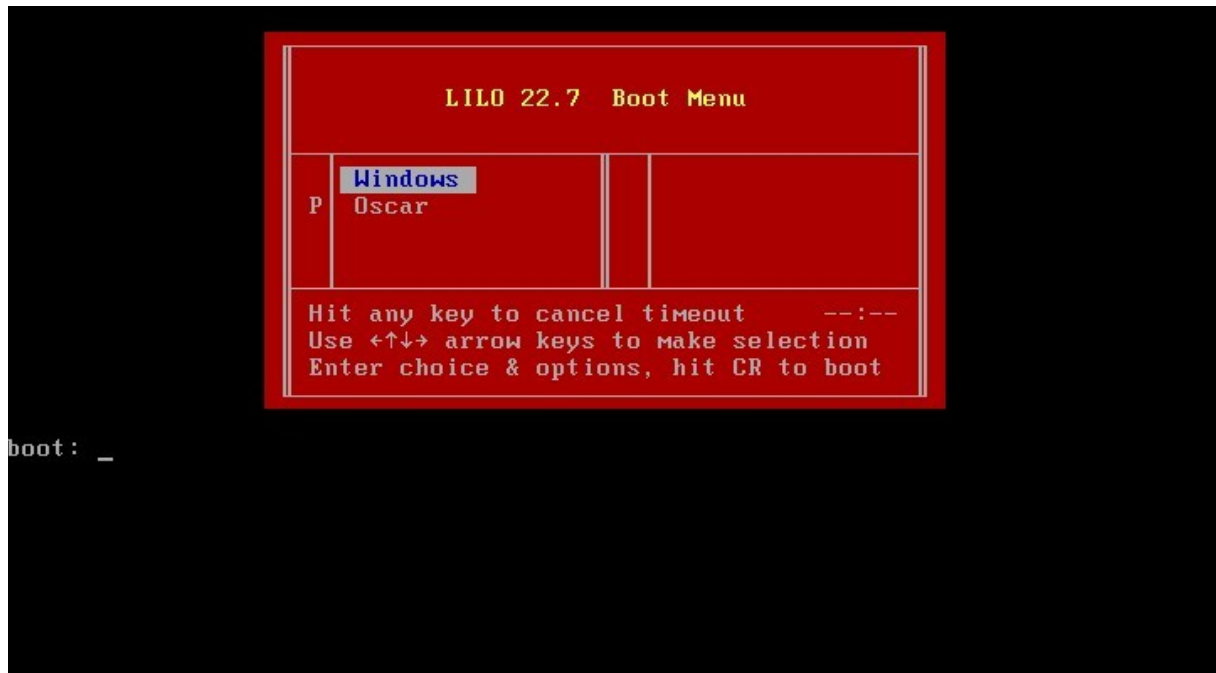 LILO 22.7  Boot Menu
Windows
P Oscar
Hit any key to cancel timeout --:--
Use ←↑↓→ arrow keys to make selection
Enter choice & options, hit CR to boot
boot: _